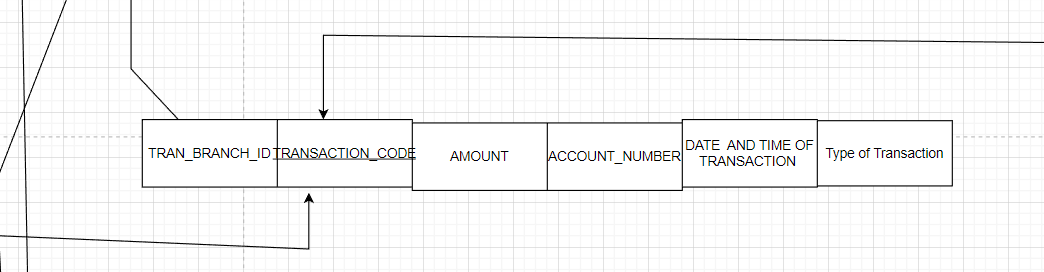 TRAN_BRANCH_ID
TRANSACTION_CODE
AMOUNT
ACCOUNT_NUMBER
DATE AND TIME OF
TRANSACTION
Type of Transaction